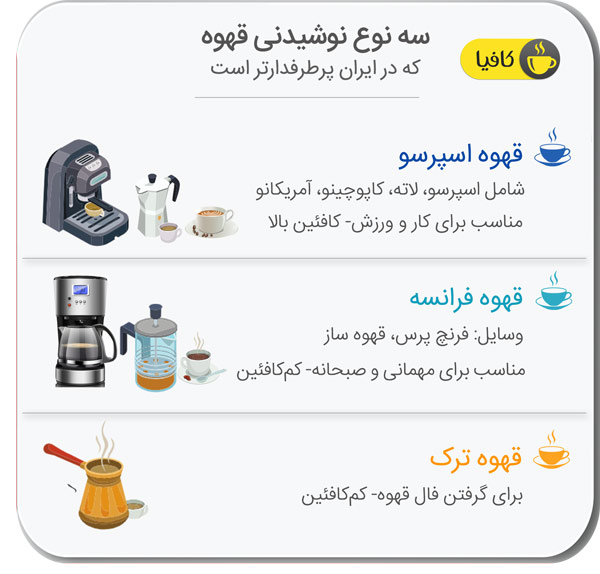 سه نوع نوشیدنی قهوه
که در ایران پرطرفدارتر است
کافیا
قهوه اسپرسو
شامل اسپرسو، لاته، کاپوچینو، آمریکانو
مناسب برای کار و ورزش- کافئین بالا
قهوه فرانسه
وسایل: فرنچ پرس، قهوه ساز
مناسب برای مهمانی و صبحانه- کم‌کافئین
قهوه ترک
برای گرفتن فال قهوه- کم‌کافئین